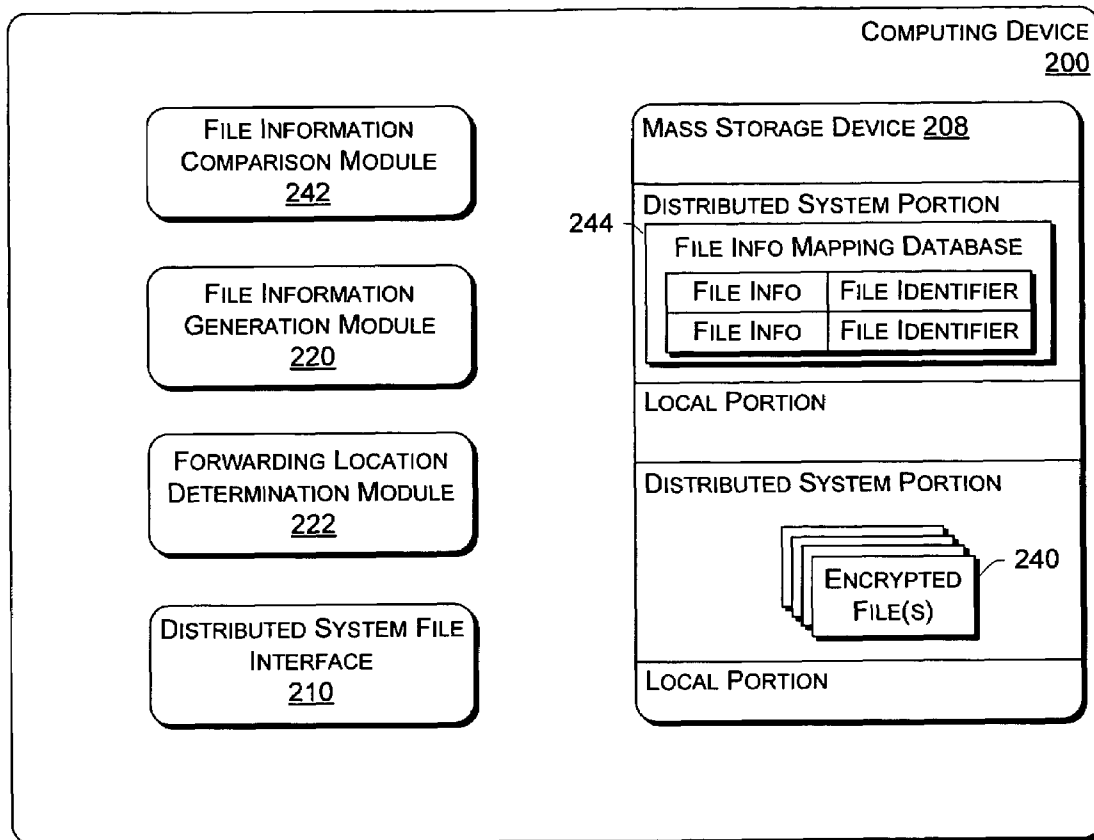 COMPUTING DEVICE
200
FILE INFORMATION
COMPARISON MODULE
242
FILE INFORMATION
GENERATION MODULE
220
FORWARDING LOCATION
DETERMINATION MODULE
222
DISTRIBUTED SYSTEM FILE
INTERFACE
210
MASS STORAGE DEVICE 208
DISTRIBUTED SYSTEM PORTION
244
FILE INFO MAPPING DATABASE
FILE INFO FILE IDENTIFIER
FILE INFO FILE IDENTIFIER
LOCAL PORTION
DISTRIBUTED SYSTEM PORTION
240
ENCRYPTED
FILE(S)
LOCAL PORTION